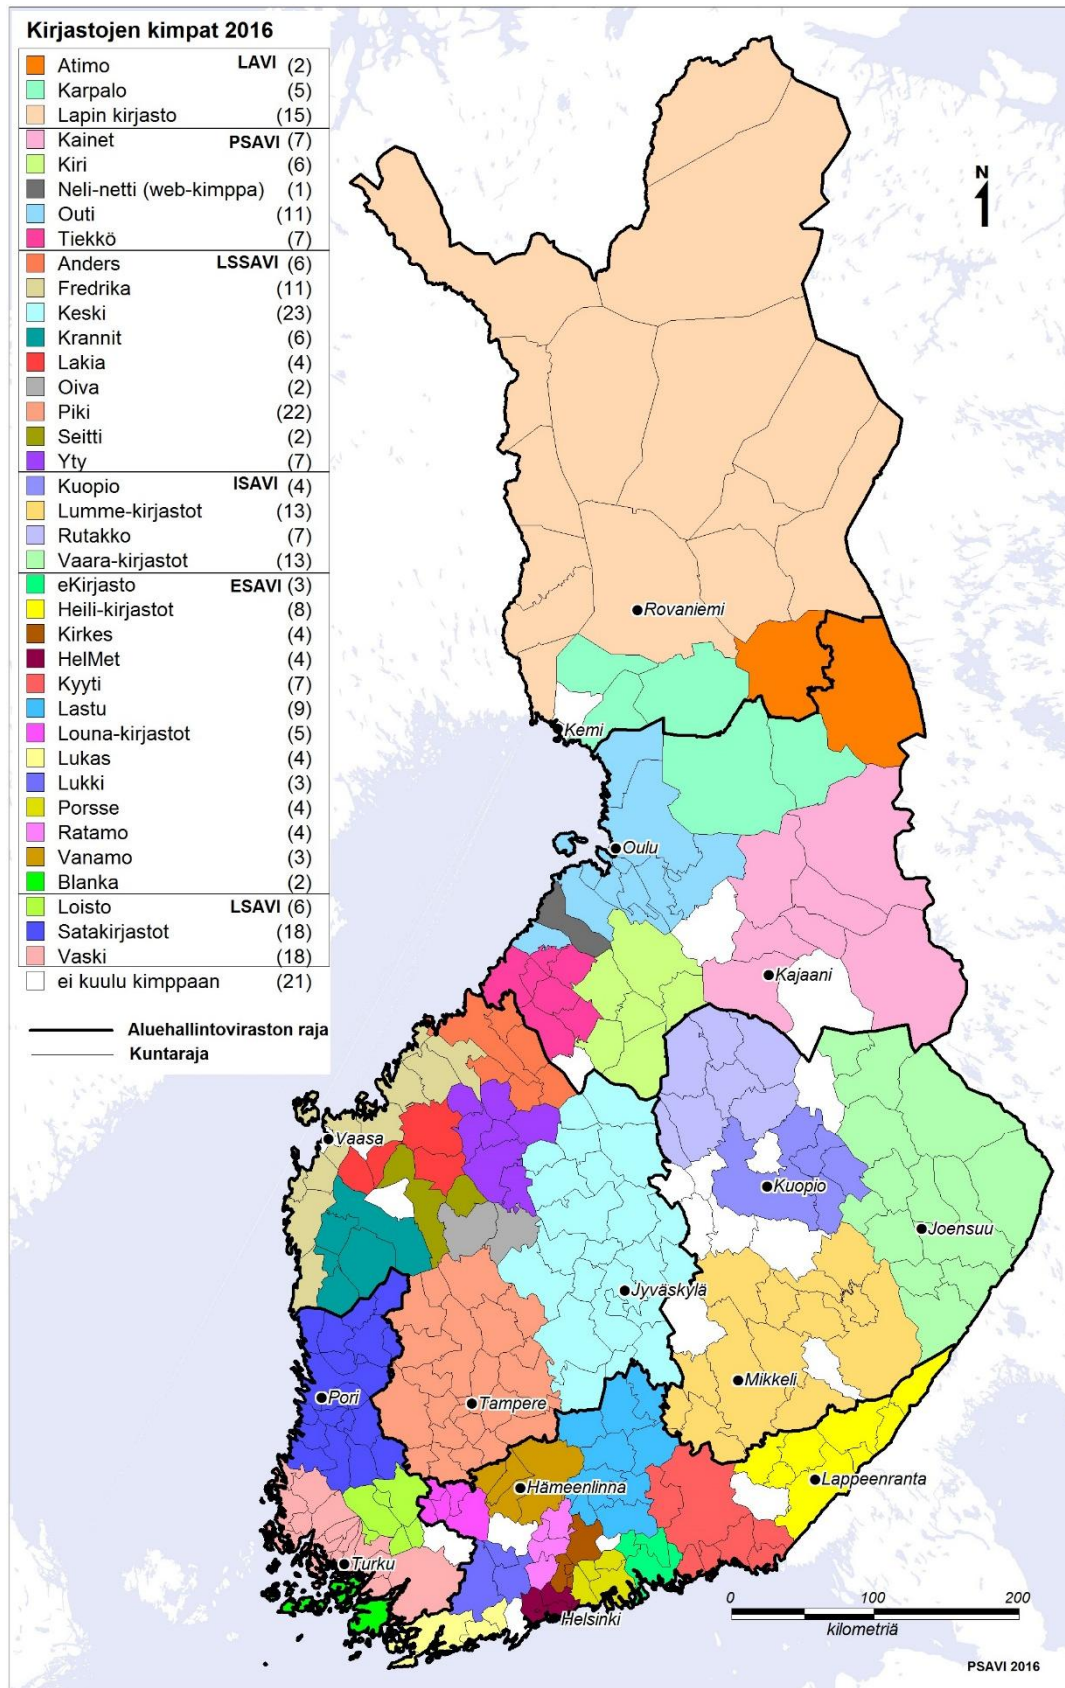 Kirjastojen kimpat 2016
Atimo LAVI (2)
Karpalo (5)
Lapin kirjasto (15)
Kainet PSAVI (7)
Kiri (6)
Neli-netti (web-kimppa) (1)
Outi (11)
Tiekkö (7)
Anders LSSAVI (6)
Fredrika (11)
Keski (23)
Krannit (6)
Lakia (4)
Oiva (2)
Piki (22)
Seitti (2)
Yty (7)
Kuopio ISAVI (4)
Lumme-kirjastot (13)
Rutakko (7)
Vaara-kirjastot (13)
eKirjasto ESAVI (3)
Heili-kirjastot (8)
Kirkes (4)
HelMet (4)
Kyyti (7)
Lastu (9)
Louna-kirjastot (5)
Lukas (4)
Lukki (3)
Porsse (4)
Ratamo (4)
Vanamo (3)
Blanka (2)
Loisto LSAVI (6)
Satakirjastot (18)
Vaski (18)
ei kuulu kimppaan (21)
Aluehallintoviraston raja
Kuntaraja
N
Rovaniemi
Kemi
Oulu
Kajaani
Vaasa
Kuopio
Joensuu
Jyväskylä
Mikkeli
Pori
Tampere
Lappeenranta
Hämeenlinna
Turku
Helsinki
0 100 200
kilometriä
PSAVI 2016